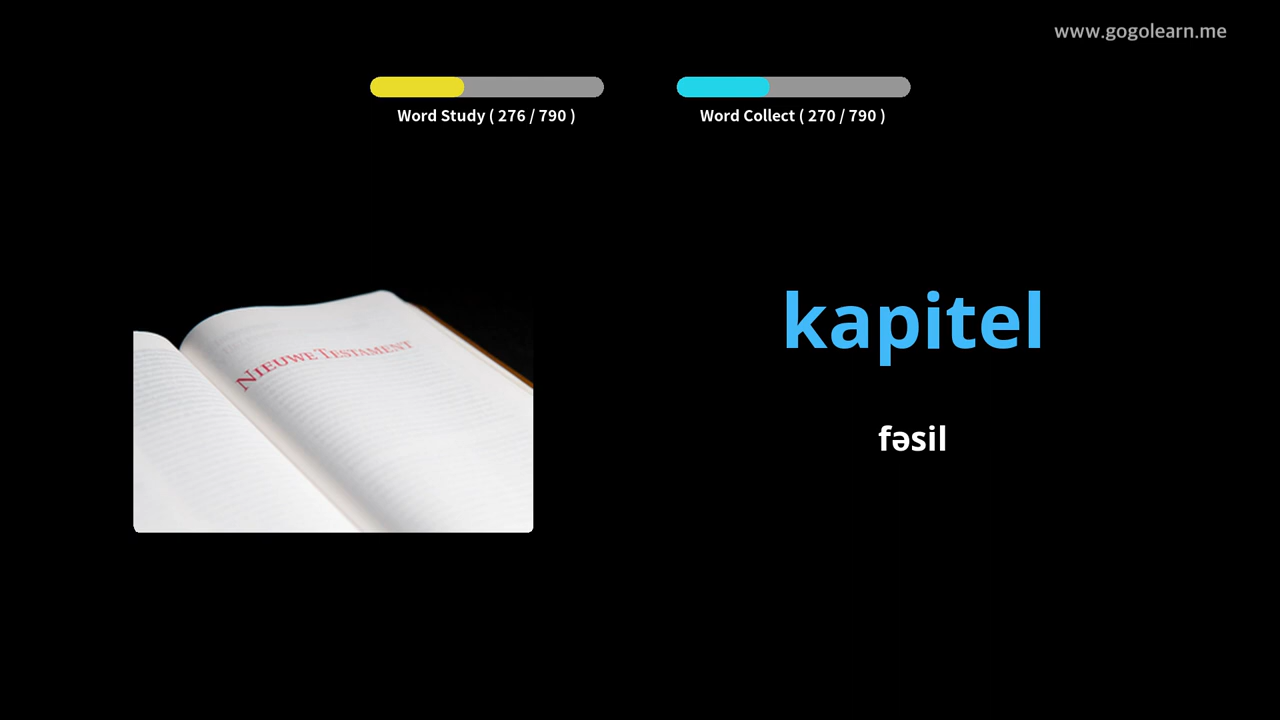 www.gogolearn.me
Word Study ( 276 / 790 )
Word Collect ( 270 / 790 )
NIEUWE TESTAMENT
kapitel
fəsil